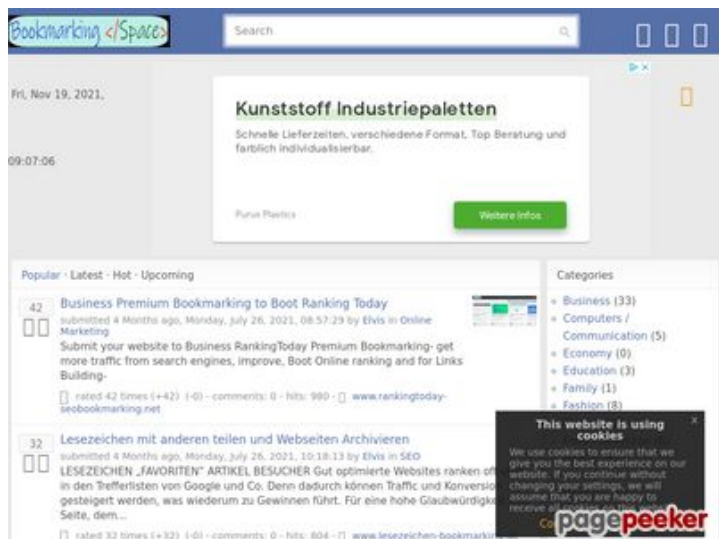 Bookmarking </Space>
Search
Fri, Nov 19, 2021,
09:07:06
Kunststoff Industriepaletten
Schnelle Lieferzeiten, verschiedene Format, Top Beratung und
farblich individualisierbar.
Purus Plastics
Weitere Infos
Popular · Latest · Hot · Upcoming
42
Business Premium Bookmarking to Boot Ranking Today
submitted 4 Months ago, Monday, July 26, 2021, 08:57:29 by Elvis in Online
Marketing
Submit your website to Business RankingToday Premium Bookmarking- get
more traffic from search engines, improve, Boot Online ranking and for Links
Building-
rated 42 times (+42) (-0) - comments: 0 - hits: 980 - www.rankingtoday-
seobookmarking.net
32
Lesezeichen mit anderen teilen und Webseiten Archivieren
submitted 4 Months ago, Monday, July 26, 2021, 10:18:13 by Elvis in SEO
LESEZEICHEN „FAVORITEN" ARTIKEL BESUCHER Gut optimierte Websites ranken
in den Trefferlisten von Google und Co. Denn dadurch können Traffic und
gesteigert werden, was wiederum zu Gewinnen führt. Für eine hohe
Seite, dem...
rated 32 times (+32) (-0) - comments: 0 - hits: 804 -
Categories
Business (33)
Computers /
Communication (5)
Economy (0)
Education (3)
Family (1)
Fashion (8)
This website is using
cookies
x
We use cookies to ensure that we
give you the best experience on our
website. If you continue without
changing your settings, we will
assume that you are happy to
receive all cookies on this
pagepeeker